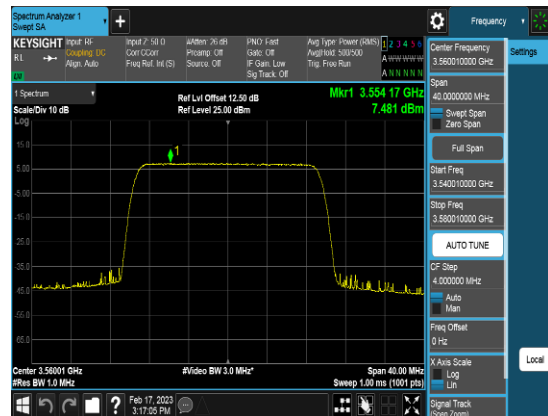 Spectrum Analyzer 1
Swept SA
Frequency
KEYSIGHT
Input: RF
Coupling: DC
Align: Auto
RL
Input Z: 50 Ω
Corr CCorr
Freq Ref: Int (S)
#Atten: 26 dB
Preamp: Off
Source: Off
PNO: Fast
Gate: Off
IF Gain: Low
Sig Track: Off
Avg Type: Power (RMS)
Avg|Hold: 500/500
Trig: Free Run
1 2 3 4 5 6
A W W W W W
A N N N N N
1 Spectrum
Scale/Div 10 dB
Log
Ref Lvl Offset 12.50 dB
Ref Level 25.00 dBm
Mkr1 3.554 17 GHz
7.481 dBm
1
15.0
5.00
-5.00
-15.0
-25.0
-35.0
-45.0
-55.0
-65.0
Center 3.56001 GHz
#Res BW 1.0 MHz
#Video BW 3.0 MHz*
Span 40.00 MHz
Sweep 1.00 ms (1001 pts)
Center Frequency
3.560010000 GHz
Settings
Span
40.0000000 MHz
Swept Span
Zero Span
Full Span
Start Freq
3.540010000 GHz
Stop Freq
3.580010000 GHz
AUTO TUNE
CF Step
4.000000 MHz
Auto
Man
Freq Offset
0 Hz
X Axis Scale
Log
Lin
Local
Signal Track
(Span Zoom)
Feb 17, 2023
3:17:05 PM